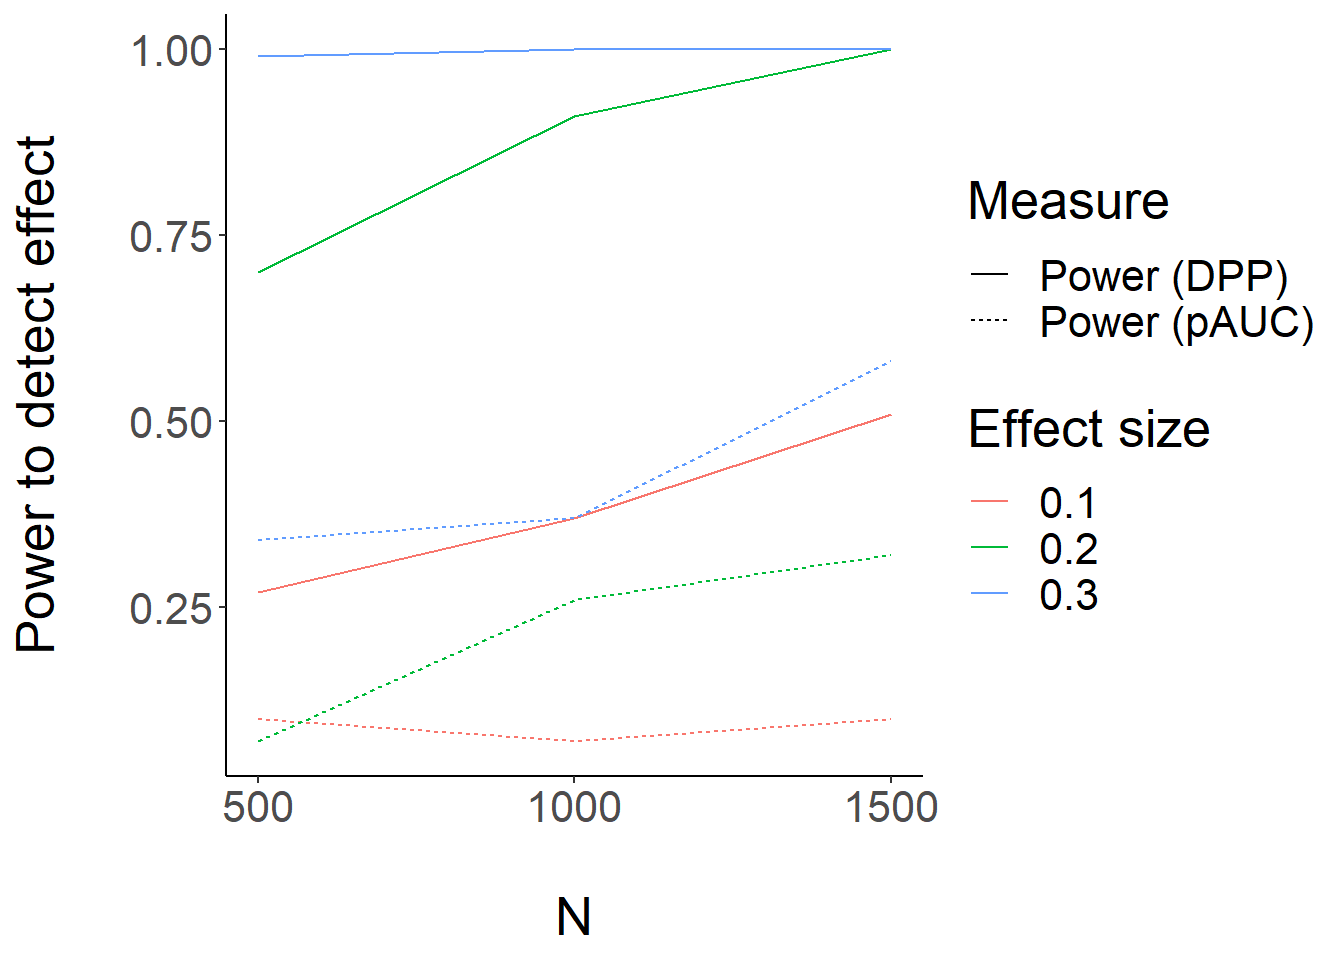 Power to detect effect
1.00
0.75
0.50
0.25
500 1000 1500
N
Measure
Power (DPP)
Power (pAUC)
Effect size
0.1
0.2
0.3